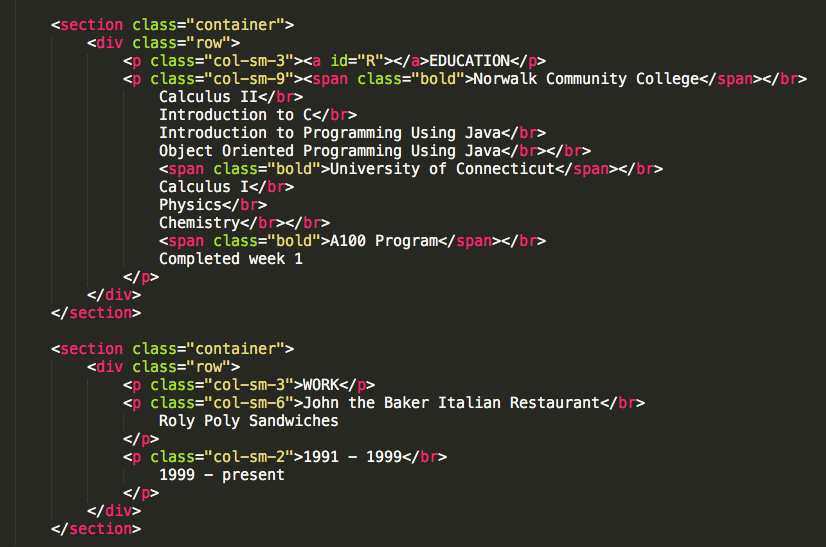 <section class="container">
<div class="row">
<p class="col-sm-3"><a id="R"></a>EDUCATION</p>
<p class="col-sm-9"><span class="bold">Norwalk Community College</span></br>
Calculus II</br>
Introduction to C</br>
Introduction to Programming Using Java</br>
Object Oriented Programming Using Java</br></br>
<span class="bold">University of Connecticut</span></br>
Calculus I</br>
Physics</br>
Chemistry</br></br>
<span class="bold">A100 Program</span></br>
Completed week 1
</p>
</div>
</section>
<section class="container">
<div class="row">
<p class="col-sm-3">WORK</p>
<p class="col-sm-6">John the Baker Italian Restaurant</br>
Roly Poly Sandwiches
</p>
<p class="col-sm-2">1991 - 1999</br>
1999 - present
</p>
</div>
</section>